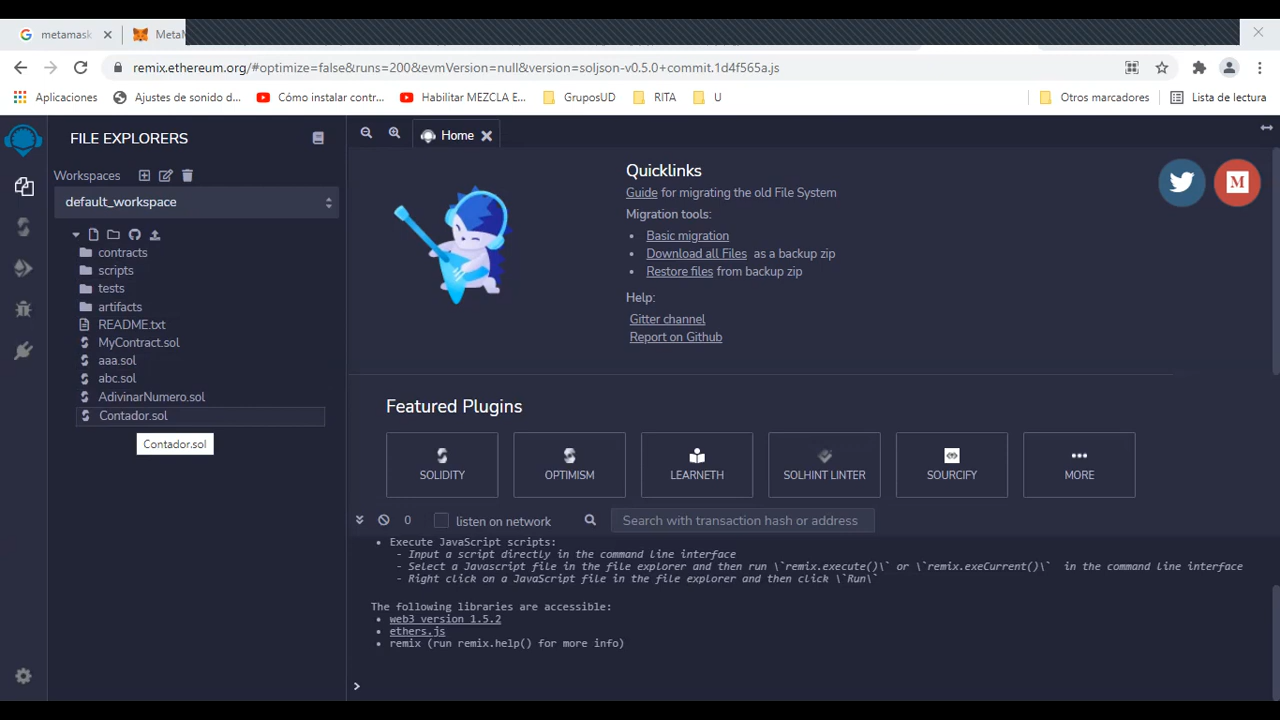 metamask
MetaM
remix.ethereum.org/#optimize=false&runs=200&evmVersion=null&version=soljson-v0.5.0+commit.1d4f565a.js
Aplicaciones
Ajustes de sonido d...
Cómo instalar contr...
Habilitar MEZCLA E...
GruposUD
RITA
U
Otros marcadores
Lista de lectura
FILE EXPLORERS
Workspaces
default_workspace
contracts
scripts
tests
artifacts
README.txt
MyContract.sol
aaa.sol
abc.sol
AdivinarNumero.sol
Contador.sol
Contador.sol
Home
Quicklinks
Guide for migrating the old File System
Migration tools:
• Basic migration
• Download all Files as a backup zip
• Restore files from backup zip
Help:
Gitter channel
Report on Github
M
Featured Plugins
SOLIDITY
OPTIMISM
LEARNETH
SOLHINT LINTER
SOURCIFY
MORE
0
listen on network
Search with transaction hash or address
• Execute JavaScript scripts:
- Input a script directly in the command line interface
- Select a Javascript file in the file explorer and then run \`remix.execute()\` or \`remix.exeCurrent()\` in the command line interface
- Right click on a JavaScript file in the file explorer and then click \`Run\`
The following libraries are accessible:
• web3 version 1.5.2
• ethers.js
• remix (run remix.help() for more info)
>